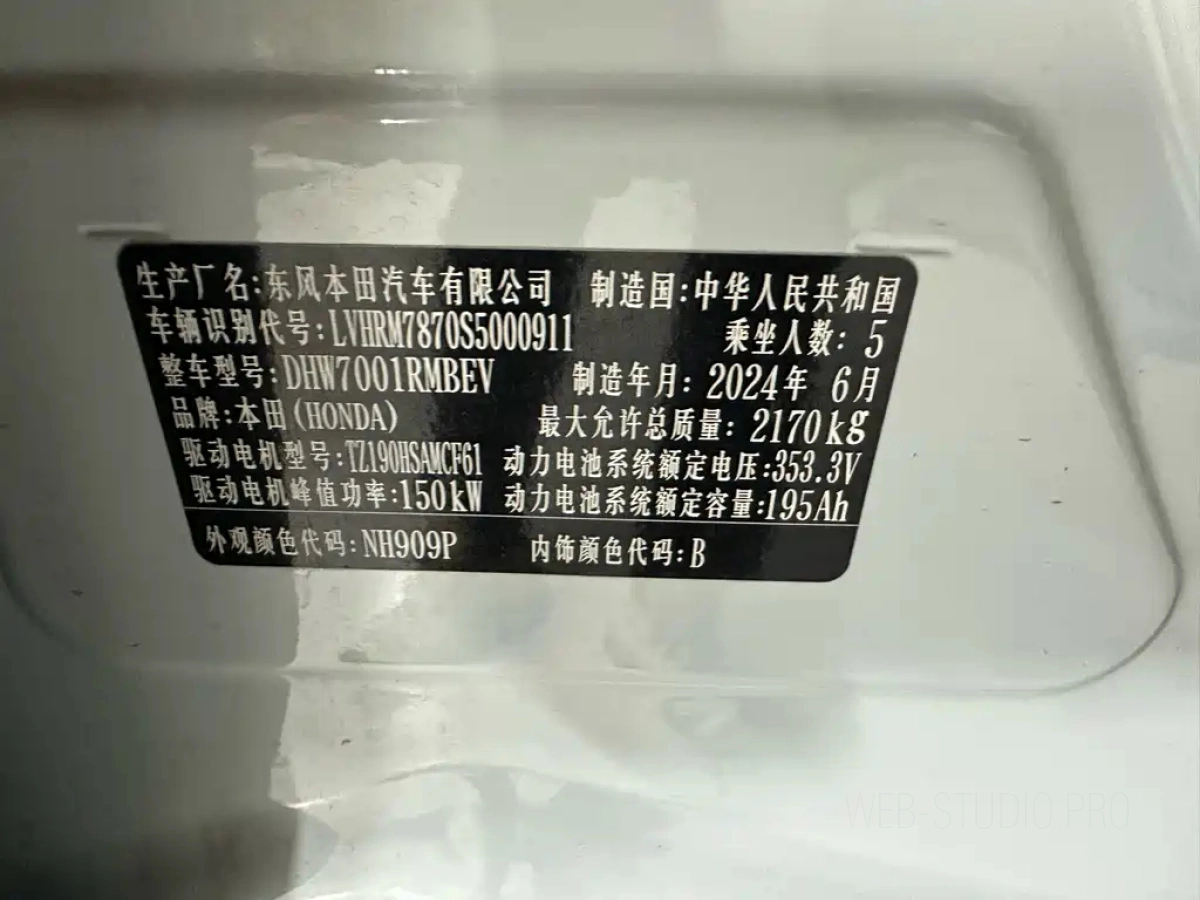 生产厂名:东风本田汽车有限公司 制造国:中华人民共和国
车辆识别代号:LVHRM7870S5000911 乘坐人数: 5
整车型号:DHW7001RMBEV 制造年月: 2024年 6月
品牌:本田(HONDA) 最大允许总质量: 2170kg
驱动电机型号:TZ190HSAMCF61 动力电池系统额定电压:353.3V
驱动电机峰值功率:150kW 动力电池系统额定容量:195Ah
外观颜色代码:NH909P 内饰颜色代码:B
WEB-STUDIO PRO